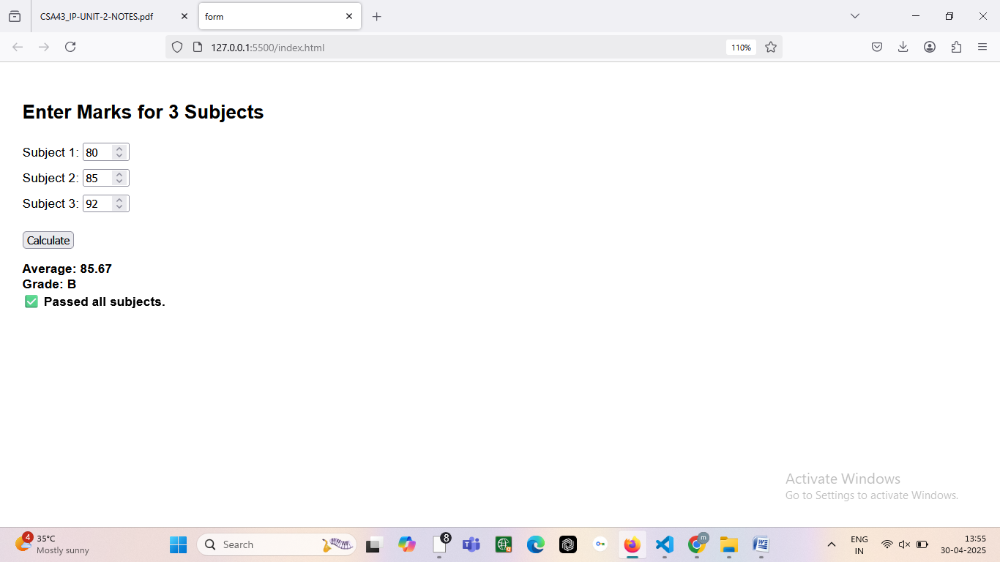 CSA43_IP-UNIT-2-NOTES.pdf
form
127.0.0.1:5500/index.html
110%
Enter Marks for 3 Subjects
Subject 1: 80
Subject 2: 85
Subject 3: 92
Calculate
Average: 85.67
Grade: B
✅ Passed all subjects.
Activate Windows
Go to Settings to activate Windows.
4
35°C
Mostly sunny
Search
8
m
ENG
IN
13:55
30-04-2025